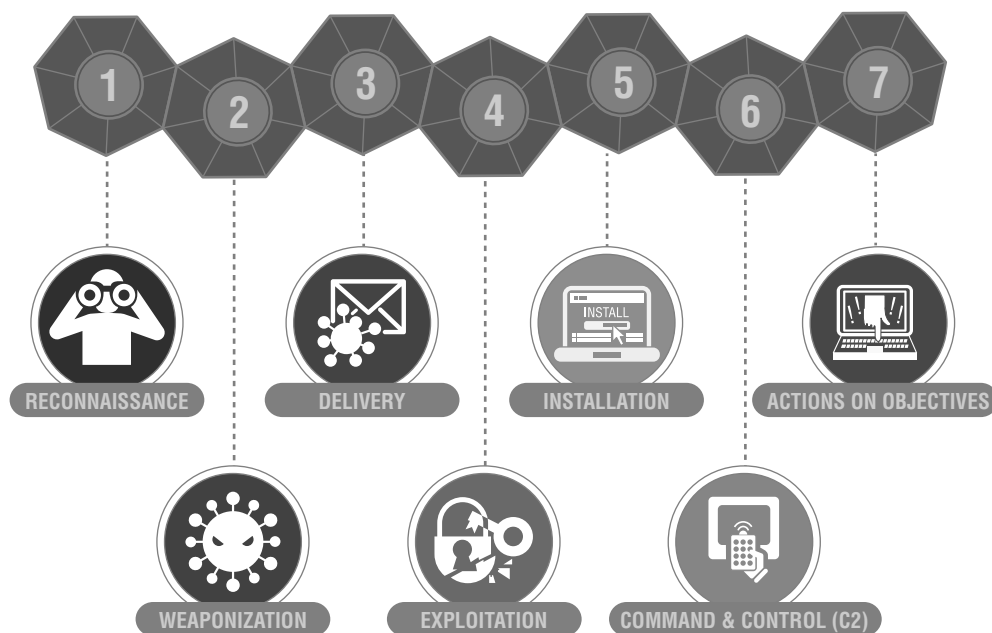 1
2
3
4
5
6
7
RECONNAISSANCE
DELIVERY
INSTALL
INSTALLATION
ACTIONS ON OBJECTIVES
WEAPONIZATION
EXPLOITATION
COMMAND & CONTROL (C2)